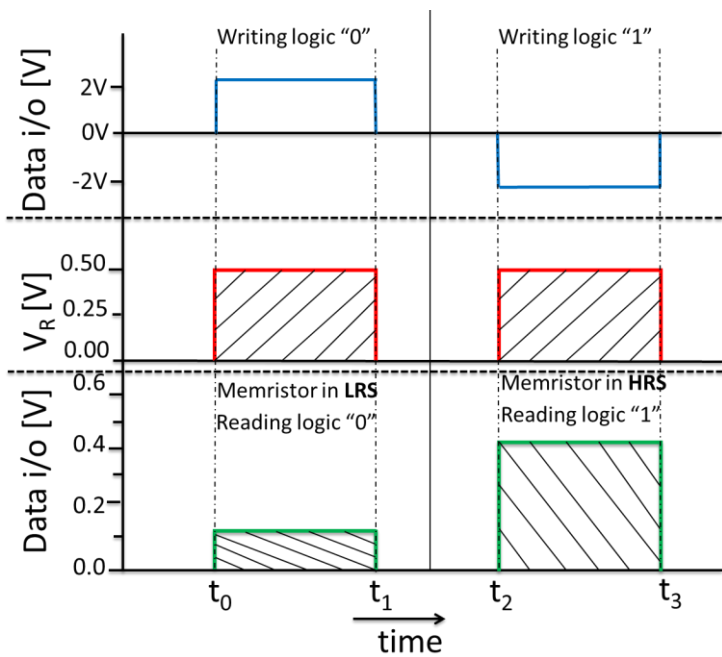 Writing logic “0”
Writing logic “1”
Data i/o [V]
2V
0V
-2V
V_R [V]
0.50
0.25
0.00
Data i/o [V]
0.6
0.4
0.2
0.0
Memristor in LRS
Reading logic “0”
Memristor in HRS
Reading logic “1”
t₀
t₁
t₂
t₃
time